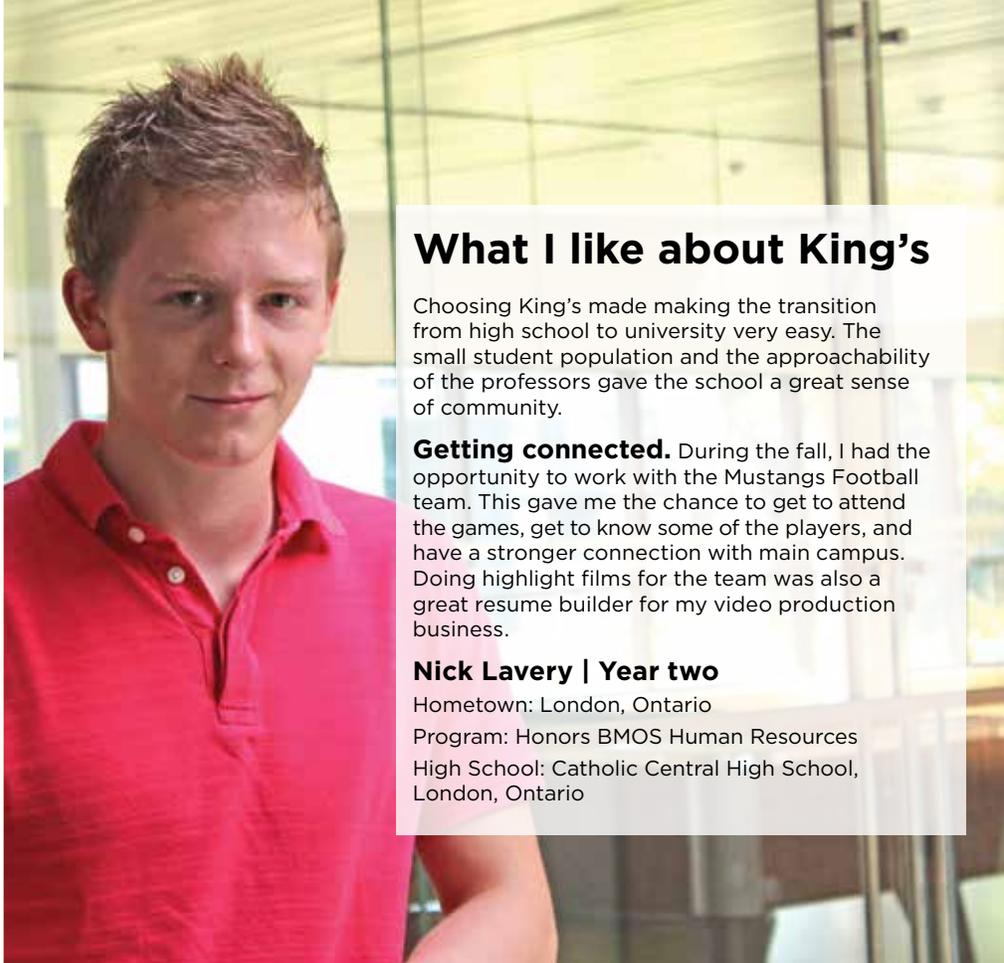 What I like about King’s
Choosing King’s made making the transition
from high school to university very easy. The
small student population and the approachability
of the professors gave the school a great sense
of community.
Getting connected. During the fall, I had the
opportunity to work with the Mustangs Football
team. This gave me the chance to get to attend
the games, get to know some of the players, and
have a stronger connection with main campus.
Doing highlight films for the team was also a
great resume builder for my video production
business.
Nick Lavery | Year two
Hometown: London, Ontario
Program: Honors BMOS Human Resources
High School: Catholic Central High School,
London, Ontario